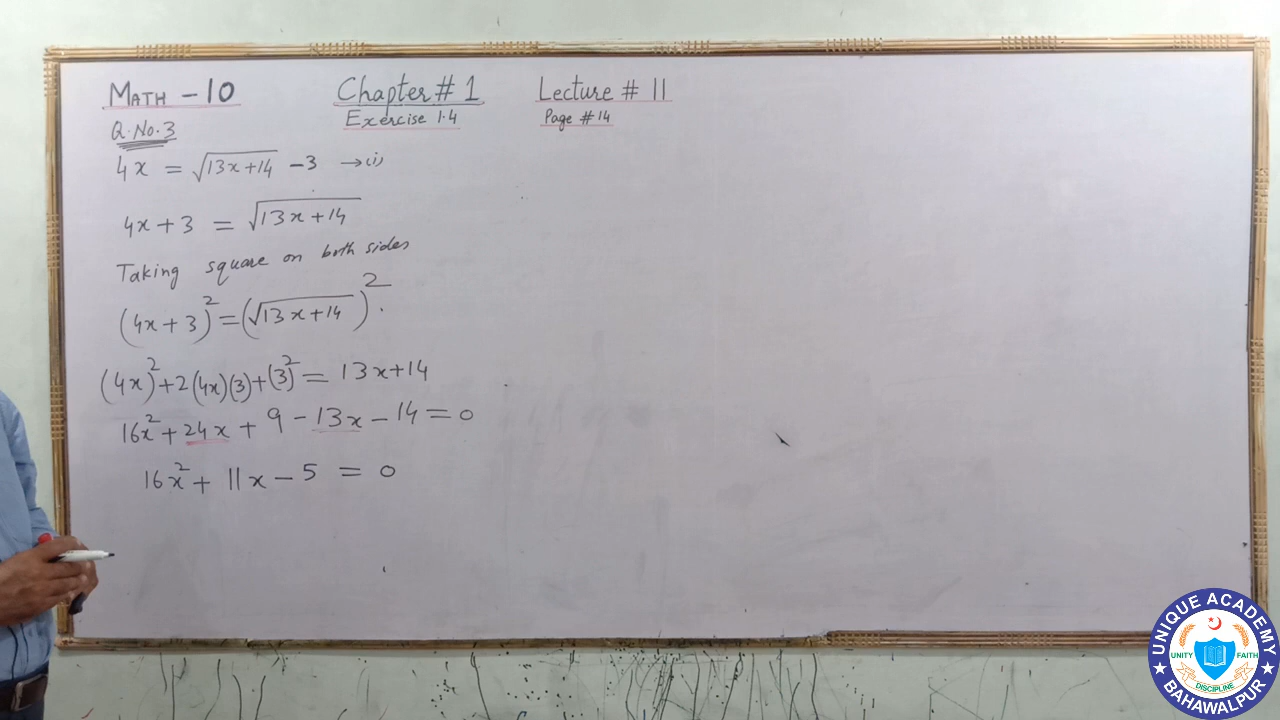 MATH - 10 Chapter # 1 Lecture # 11
Exercise 1.4 Page # 14
Q.No.3
4x = √13x+14 - 3 → (i)
4x + 3 = √13x + 14
Taking square on both sides
(4x + 3)² = (√13x+14)².
(4x)² + 2(4x)(3) + (3)² = 13x+14
16x² + 24x + 9 - 13x - 14 = 0
16x² + 11x - 5 = 0
UNIQUE ACADEMY
UNITY FAITH
DISCIPLINE
BAHAWALPUR